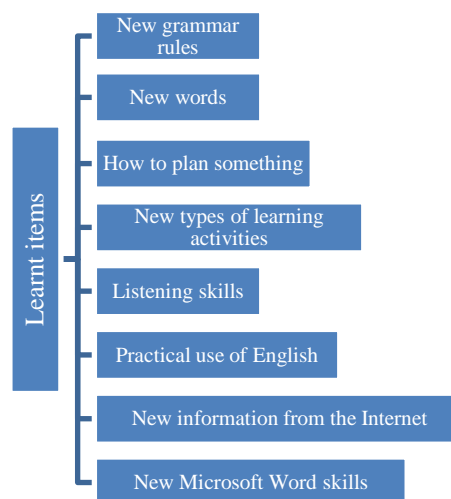 Learnt items
New grammar
rules
New words
How to plan something
New types of learning
activities
Listening skills
Practical use of English
New information from the Internet
New Microsoft Word skills